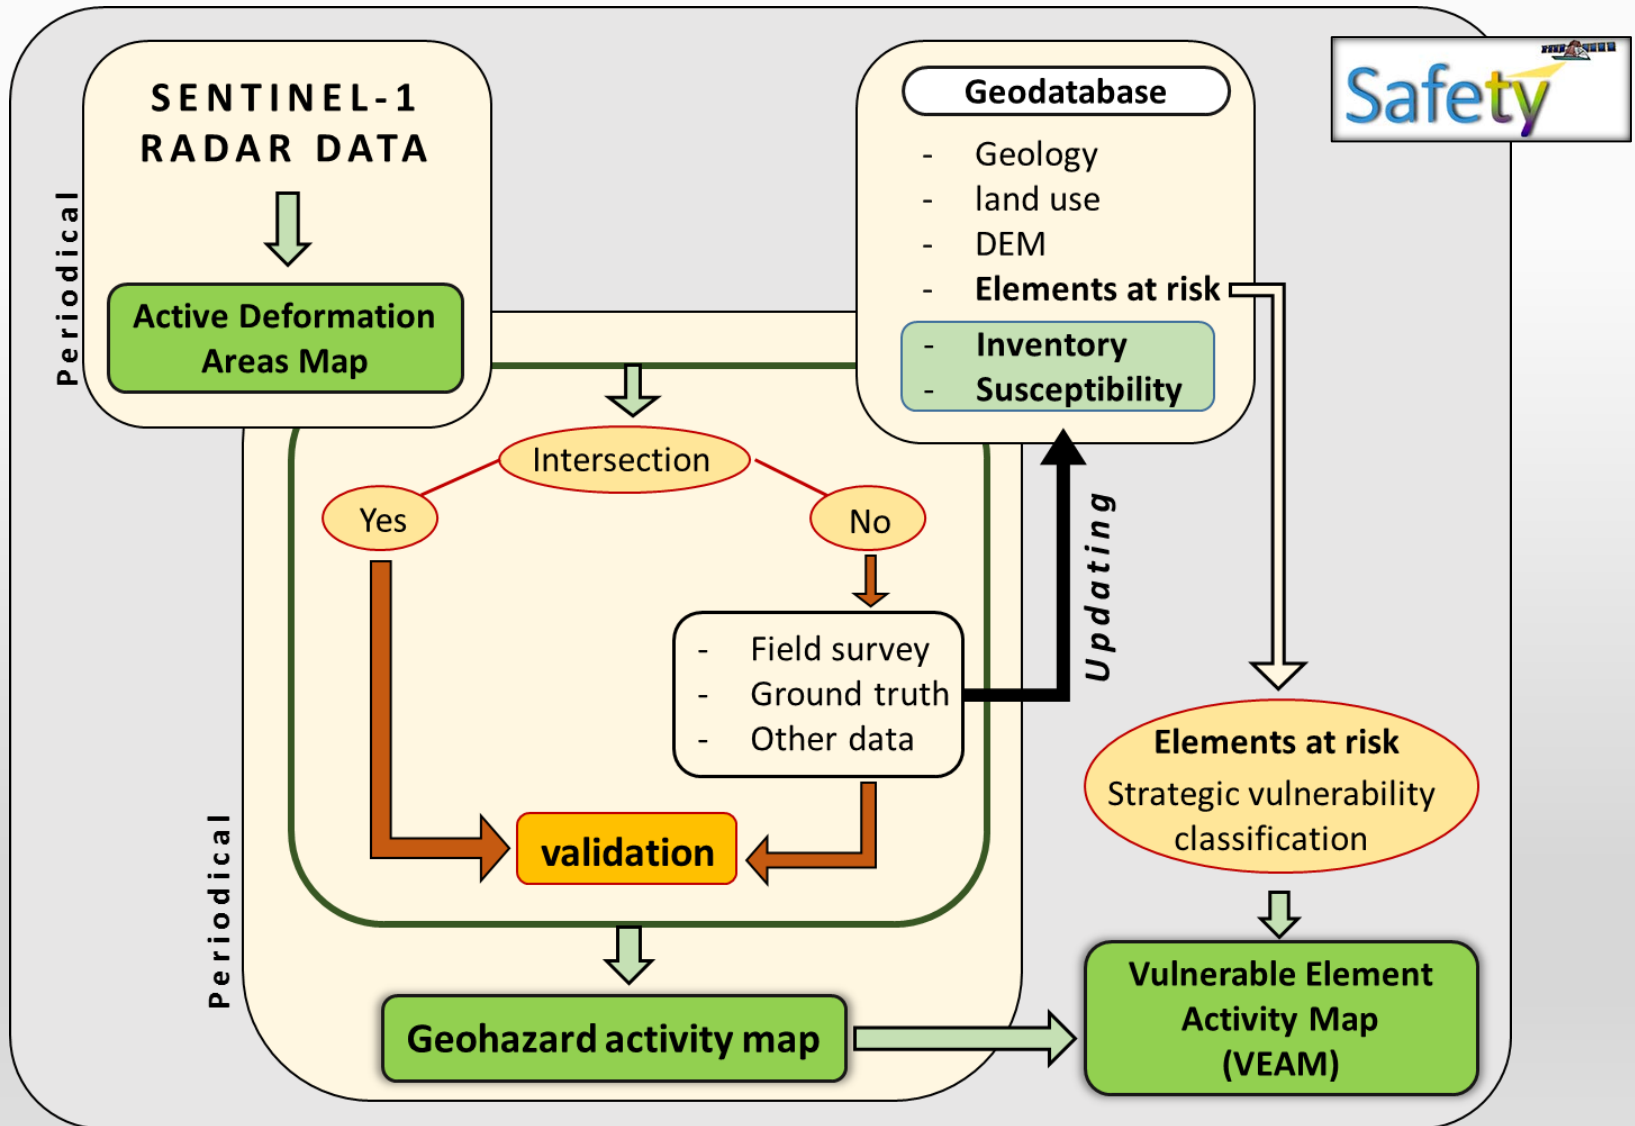 SENTINEL-1
RADAR DATA
Periodical
Active Deformation
Areas Map
Geodatabase
- Geology
- land use
- DEM
- Elements at risk
- Inventory
- Susceptibility
Safety
Intersection
Yes
No
- Field survey
- Ground truth
- Other data
Updating
validation
Periodical
Geohazard activity map
Elements at risk
Strategic vulnerability
classification
Vulnerable Element
Activity Map
(VEAM)